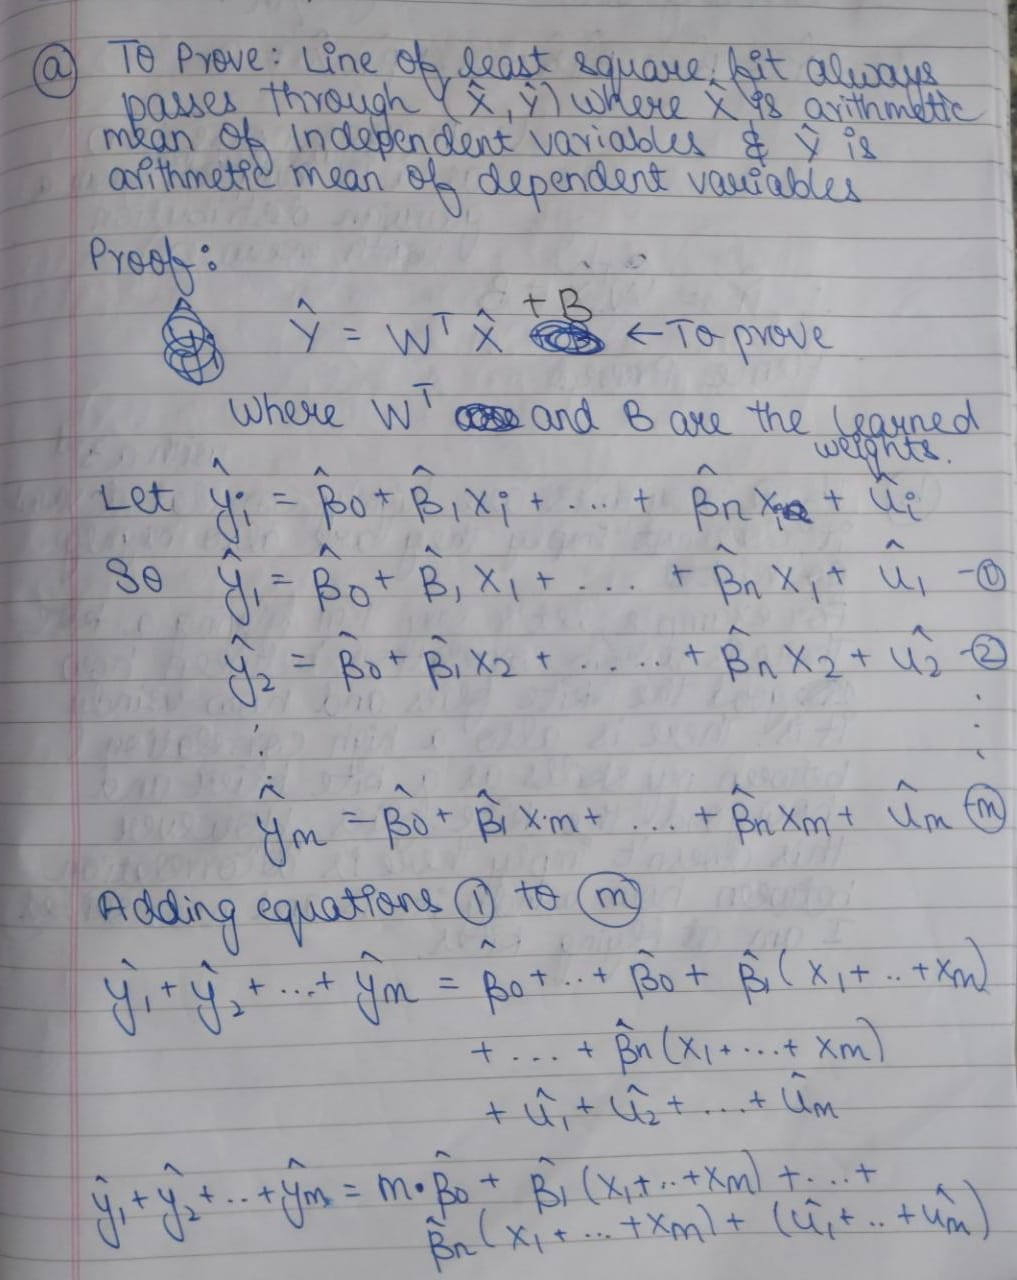 ⓐ To Prove: Line of least square fit always
passes through (X̂, Ŷ) where X̂ is arithmetic
mean of independent variables & Ŷ is
arithmetic mean of dependent variables
Proof:
Ŷ = Wᵀ X̂ + B ← To prove
Where Wᵀ and B are the learned
weights.
Let ŷi = β̂0 + β̂1 xi + .... + β̂n xi + ûi
So ŷ1 = β̂0 + β̂1 x1 + .... + β̂n x1 + û1 -①
ŷ2 = β̂0 + β̂1 x2 + ..... + β̂n x2 + û2 -②
ŷm = β̂0 + β̂1 xm + .... + β̂n xm + ûm -ⓜ
Adding equations ① to ⓜ
ŷ1 + ŷ2 + ...+ ŷm = β̂0 + ..+ β̂0 + β̂1 (x1 + ..+xm)
+ ... + β̂n (x1 + ...+ xm)
+ û1 + û2 + ...+ ûm
ŷ1 + ŷ2 + ..+ŷm = m•β̂0 + β̂1 (x1+..+xm) +...+
β̂n (x1 + ... +xm) + (û1 + .. +ûm)